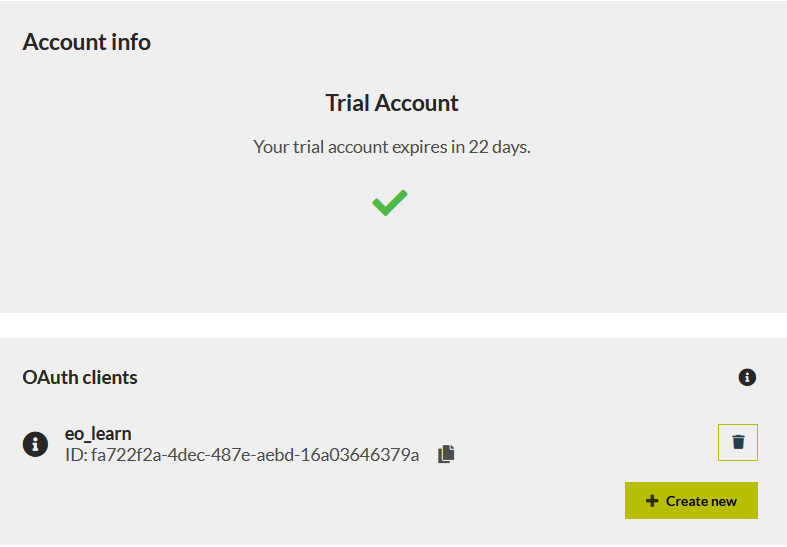 Account info
Trial Account
Your trial account expires in 22 days.
OAuth clients
eo_learn
ID: fa722f2a-4dec-487e-aebd-16a03646379a
Create new